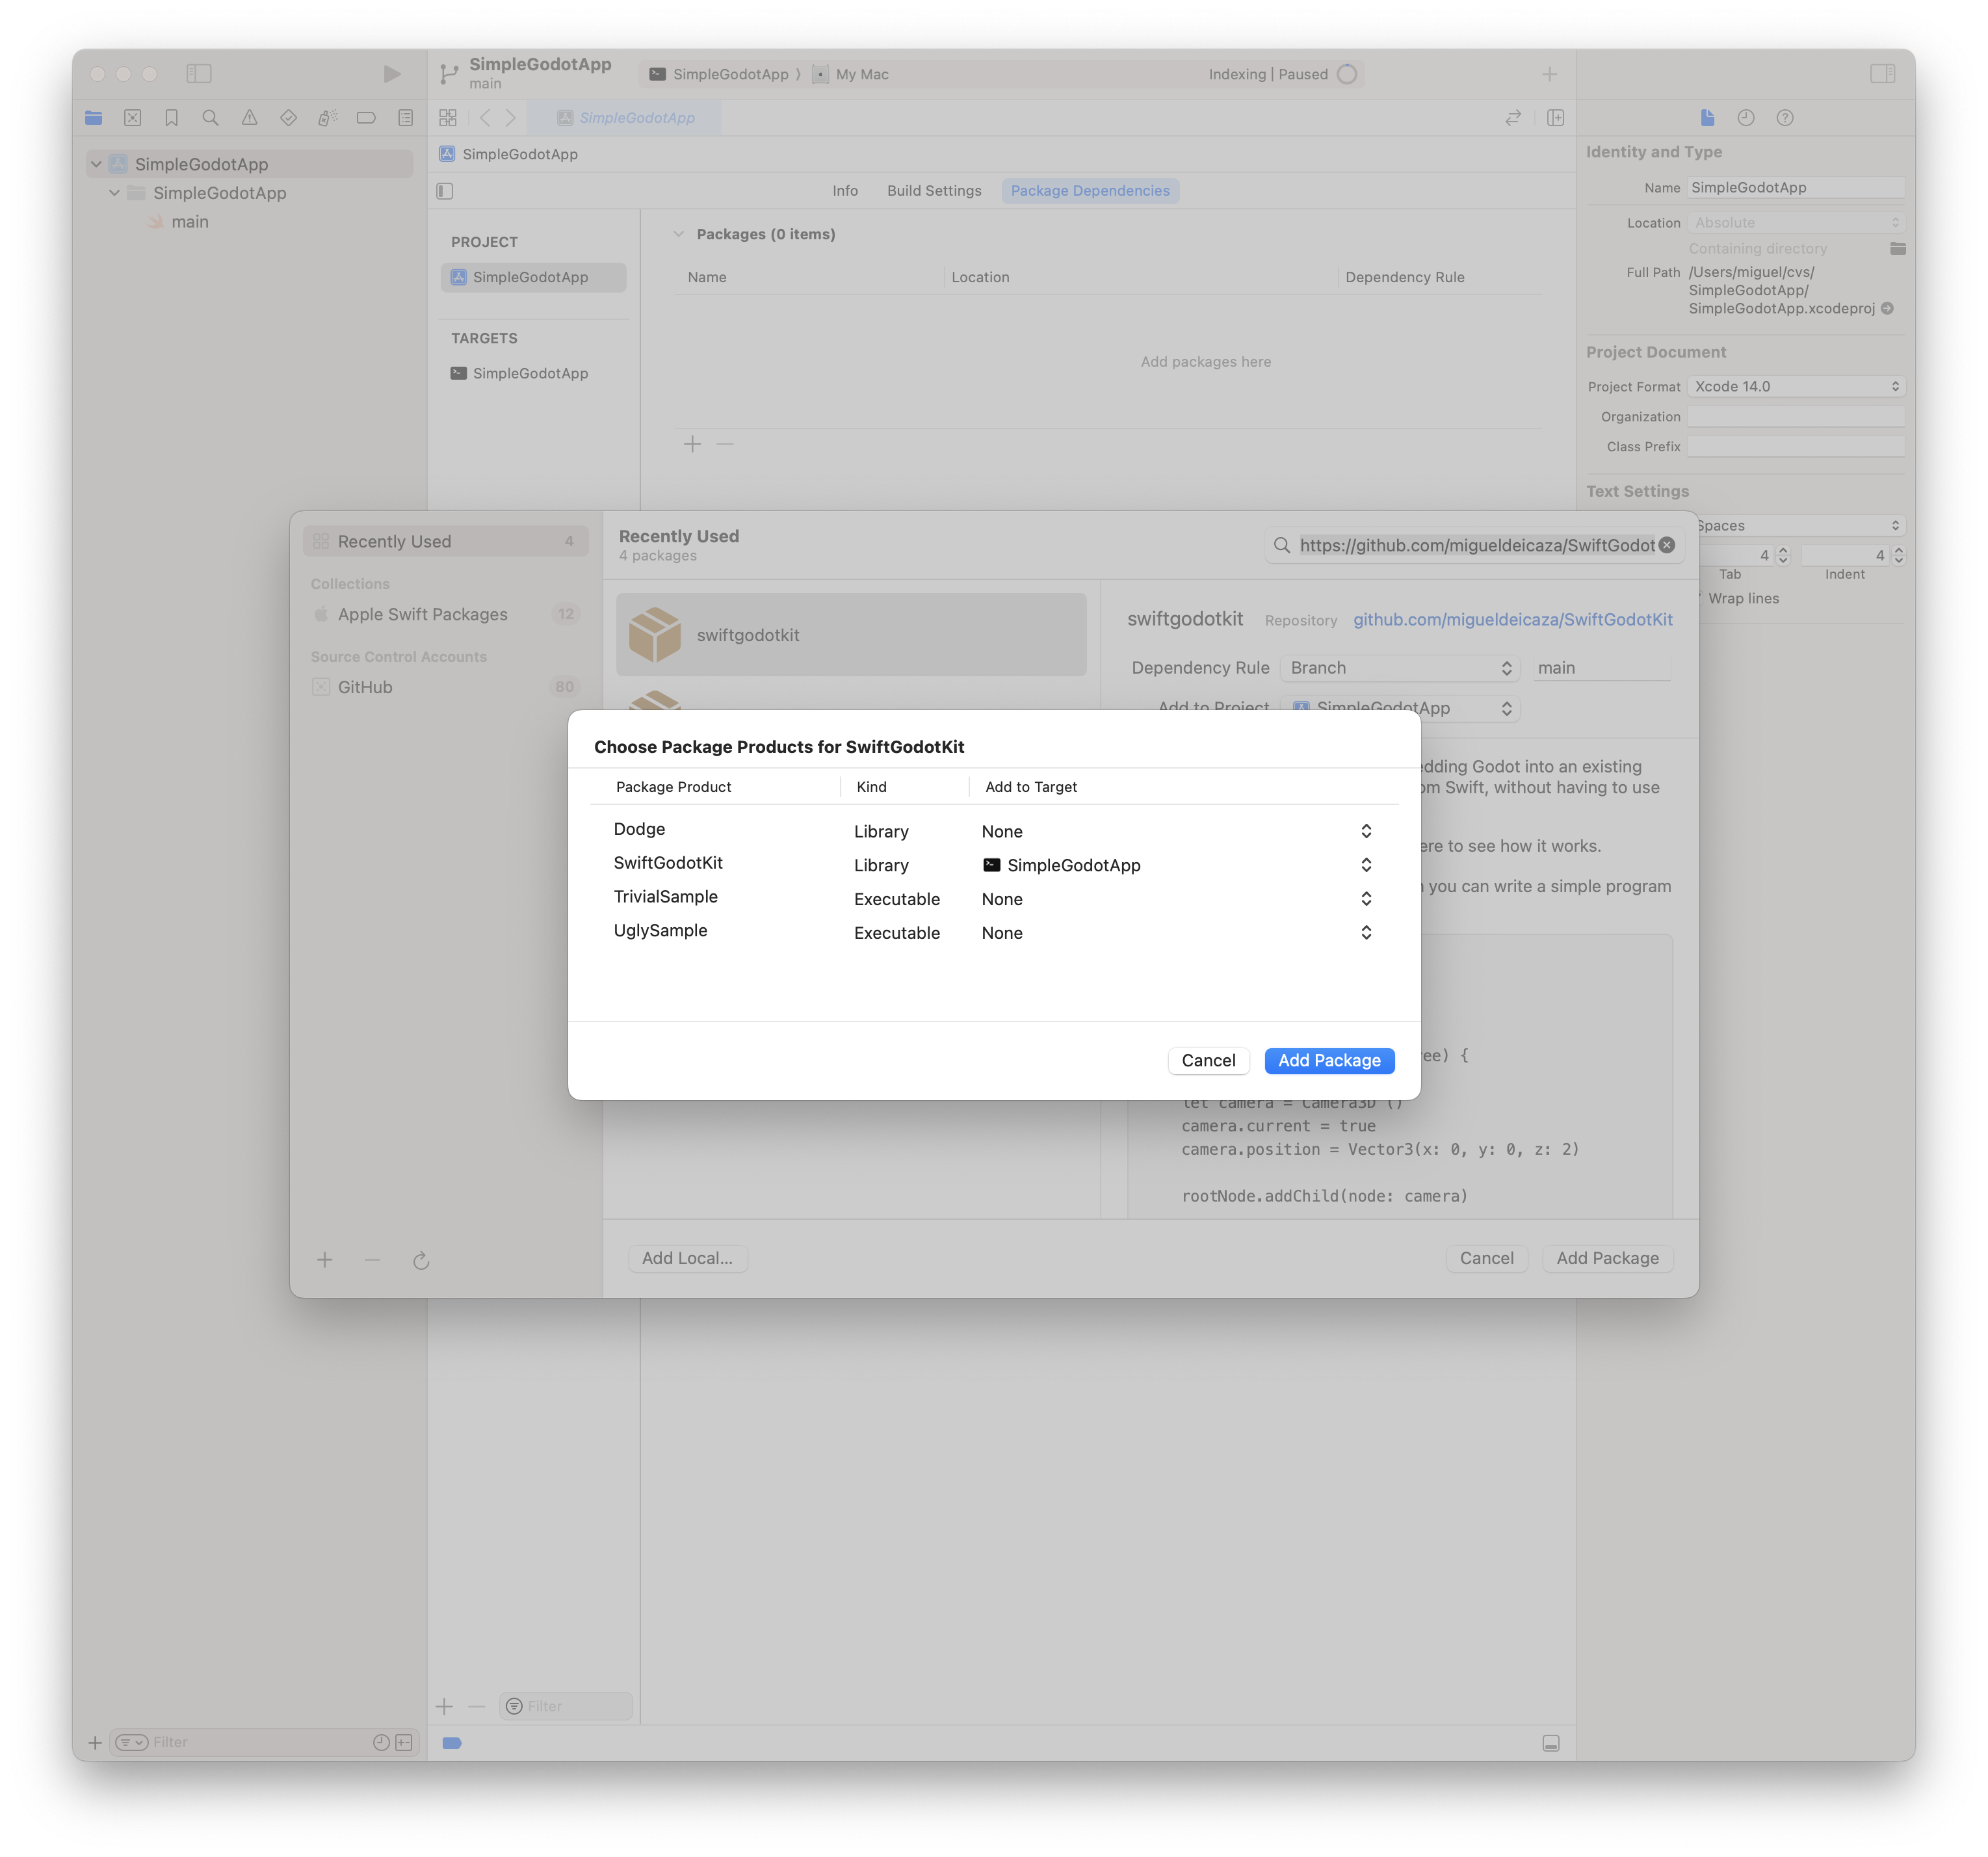 SimpleGodotApp
main
SimpleGodotApp
My Mac
Indexing | Paused
SimpleGodotApp
SimpleGodotApp
SimpleGodotApp
main
SimpleGodotApp
Info
Build Settings
Package Dependencies
PROJECT
SimpleGodotApp
TARGETS
SimpleGodotApp
Packages (0 items)
Name
Location
Dependency Rule
Add packages here
Identity and Type
Name
SimpleGodotApp
Location
Absolute
Containing directory
Full Path
/Users/miguel/cvs/
SimpleGodotApp/
SimpleGodotApp.xcodeproj
Project Document
Project Format
Xcode 14.0
Organization
Class Prefix
Text Settings
Spaces
4
4
Tab
Indent
Wrap lines
Recently Used
4
Collections
Apple Swift Packages
12
Source Control Accounts
GitHub
80
Recently Used
4 packages
https://github.com/migueldeicaza/SwiftGodot
swiftgodotkit
swiftgodotkit
Repository
github.com/migueldeicaza/SwiftGodotKit
Dependency Rule
Branch
main
Add to Project
SimpleGodotApp
Choose Package Products for SwiftGodotKit
Package Product
Kind
Add to Target
Dodge
Library
None
SwiftGodotKit
Library
SimpleGodotApp
TrivialSample
Executable
None
UglySample
Executable
None
Cancel
Add Package
dding Godot into an existing
om Swift, without having to use
ere to see how it works.
you can write a simple program
ee) {
let camera = Camera3D ()
camera.current = true
camera.position = Vector3(x: 0, y: 0, z: 2)
rootNode.addChild(node: camera)
Add Local...
Cancel
Add Package
Filter
Filter